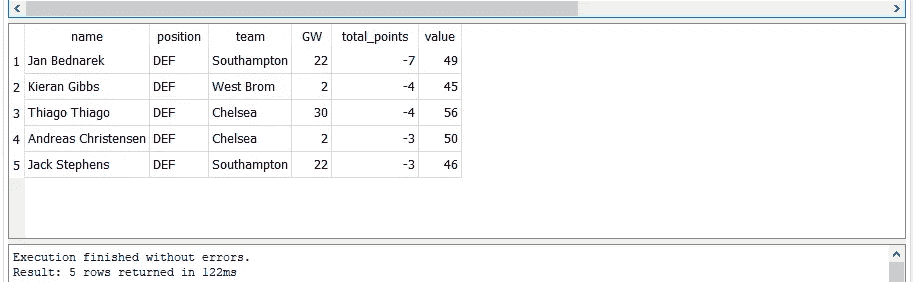 name position team GW total_points value
1 Jan Bednarek DEF Southampton 22 -7 49
2 Kieran Gibbs DEF West Brom 2 -4 45
3 Thiago Thiago DEF Chelsea 30 -4 56
4 Andreas Christensen DEF Chelsea 2 -3 50
5 Jack Stephens DEF Southampton 22 -3 46
Execution finished without errors.
Result: 5 rows returned in 122ms